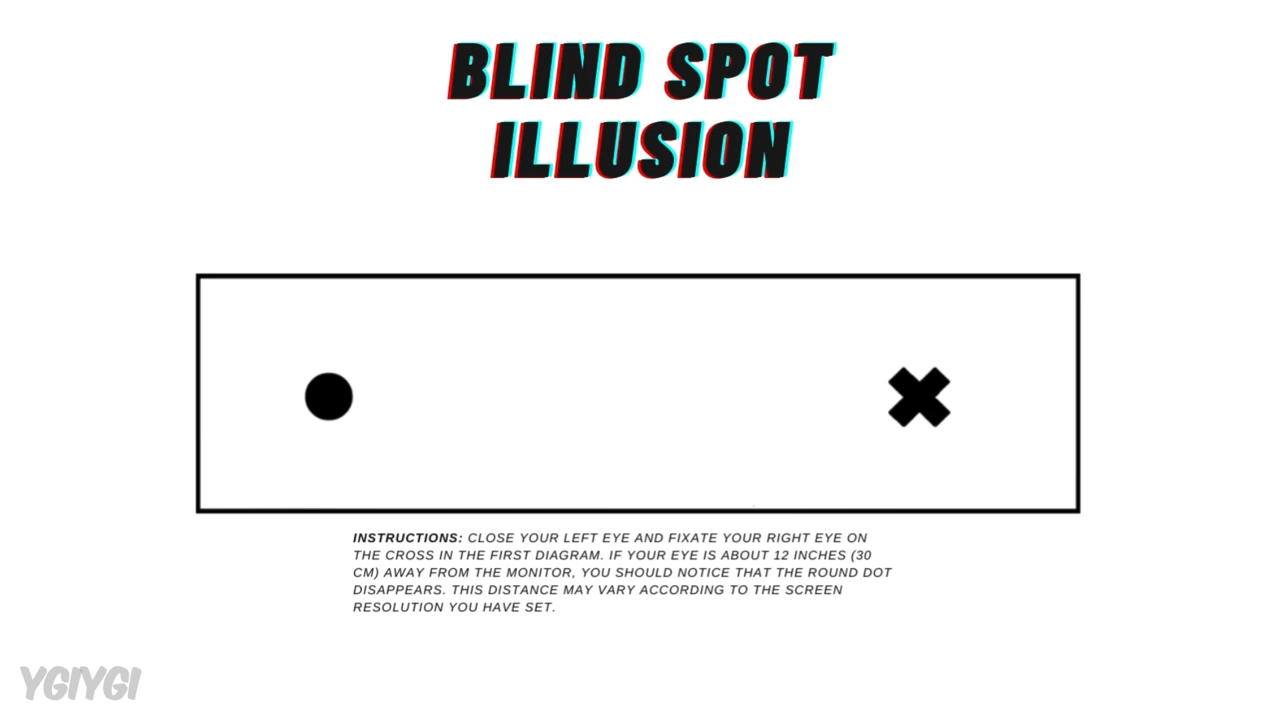 BLIND SPOT
ILLUSION
INSTRUCTIONS: CLOSE YOUR LEFT EYE AND FIXATE YOUR RIGHT EYE ON
THE CROSS IN THE FIRST DIAGRAM. IF YOUR EYE IS ABOUT 12 INCHES (30
CM) AWAY FROM THE MONITOR, YOU SHOULD NOTICE THAT THE ROUND DOT
DISAPPEARS. THIS DISTANCE MAY VARY ACCORDING TO THE SCREEN
RESOLUTION YOU HAVE SET.
YGIYGI